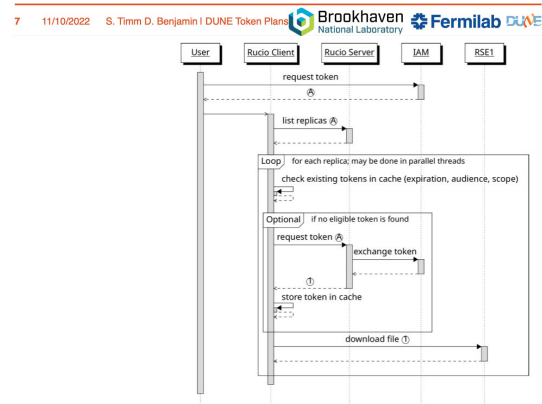 7 11/10/2022 S. Timm D. Benjamin I DUNE Token Plans
Brookhaven
National Laboratory
Fermilab
DUNE
User Rucio Client Rucio Server IAM RSE1
request token
Ⓐ
list replicas Ⓐ
Loop for each replica; may be done in parallel threads
check existing tokens in cache (expiration, audience, scope)
Optional if no eligible token is found
request token Ⓐ
exchange token
①
store token in cache
download file ①